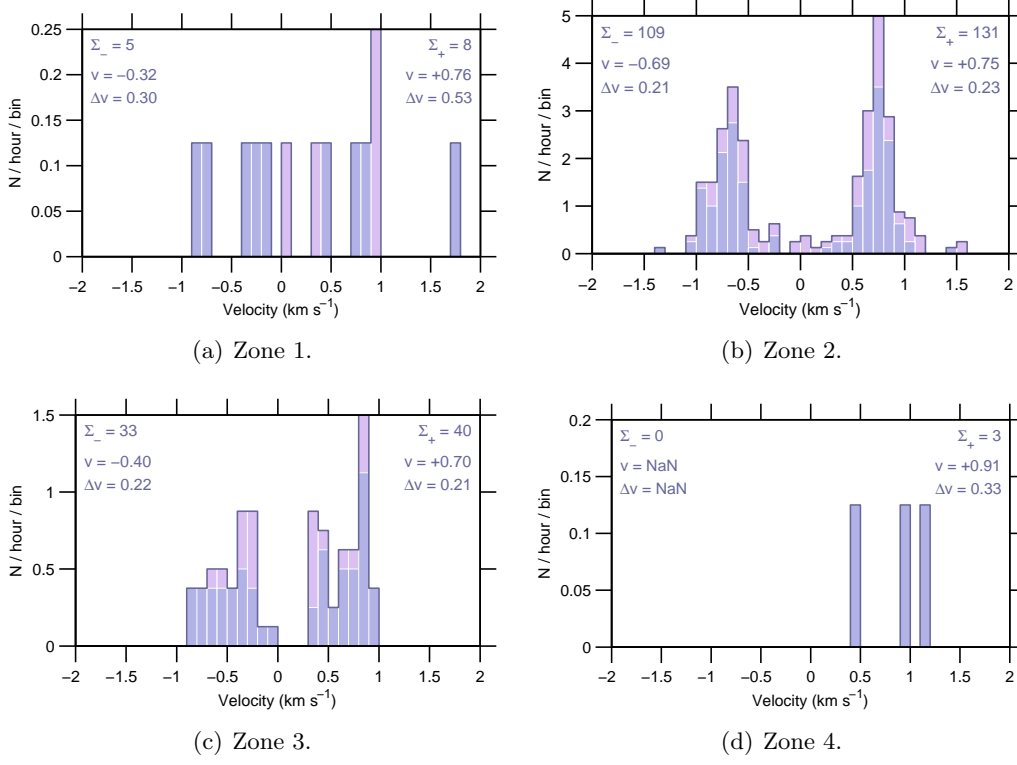 0.25
0.2
0.15
0.1
0.05
0
N / hour / bin
Σ− = 5
v = −0.32
Δv = 0.30
Σ+ = 8
v = +0.76
Δv = 0.53
−2 −1.5 −1 −0.5 0 0.5 1 1.5 2
Velocity (km s−1)
(a) Zone 1.
5
4
3
2
1
0
N / hour / bin
Σ− = 109
v = −0.69
Δv = 0.21
Σ+ = 131
v = +0.75
Δv = 0.23
−2 −1.5 −1 −0.5 0 0.5 1 1.5 2
Velocity (km s−1)
(b) Zone 2.
1.5
1
0.5
0
N / hour / bin
Σ− = 33
v = −0.40
Δv = 0.22
Σ+ = 40
v = +0.70
Δv = 0.21
−2 −1.5 −1 −0.5 0 0.5 1 1.5 2
Velocity (km s−1)
(c) Zone 3.
0.2
0.15
0.1
0.05
0
N / hour / bin
Σ− = 0
v = NaN
Δv = NaN
Σ+ = 3
v = +0.91
Δv = 0.33
−2 −1.5 −1 −0.5 0 0.5 1 1.5 2
Velocity (km s−1)
(d) Zone 4.